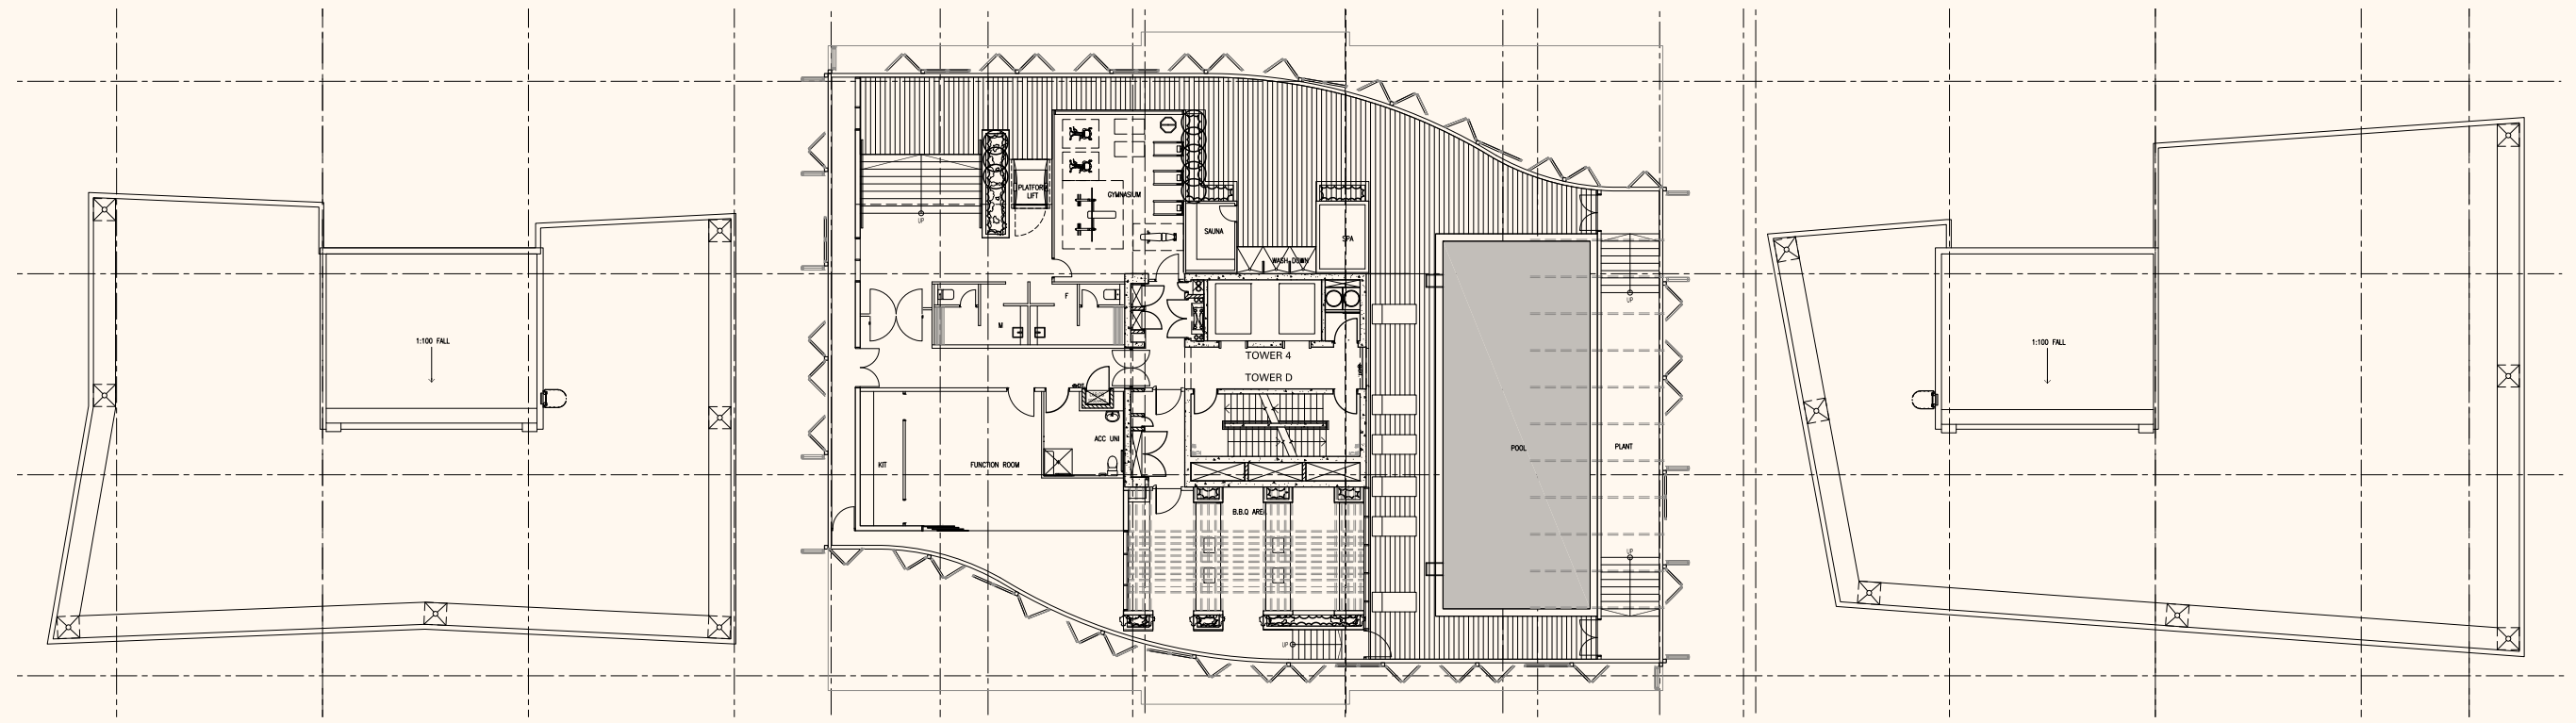 PLATFORM
LIFT
GYMNASIUM
UP
SAUNA
SPA
WASH DOWN
UP
F
M
1:100 FALL
1:100 FALL
TOWER 4
TOWER D
ACC UNI
KIT
FUNCTION ROOM
POOL
PLANT
B.B.Q AREA
UP
UP